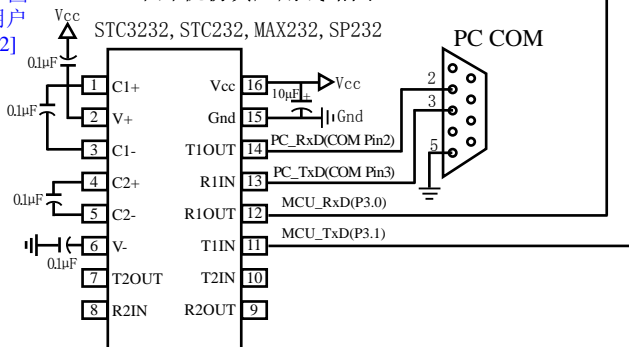 用户
Vcc
2]
STC3232, STC232, MAX232, SP232
PC COM
0.1μF
0.1μF
0.1μF
0.1μF
1 C1+
2 V+
3 C1-
4 C2+
5 C2-
6 V-
7 T2OUT
8 R2IN
Vcc 16
Gnd 15
T1OUT 14
R1IN 13
R1OUT 12
T1IN 11
T2IN 10
R2OUT 9
Vcc
10μF +
Gnd
PC_RxD(COM Pin2)
PC_TxD(COM Pin3)
MCU_RxD(P3.0)
MCU_TxD(P3.1)
2
3
5